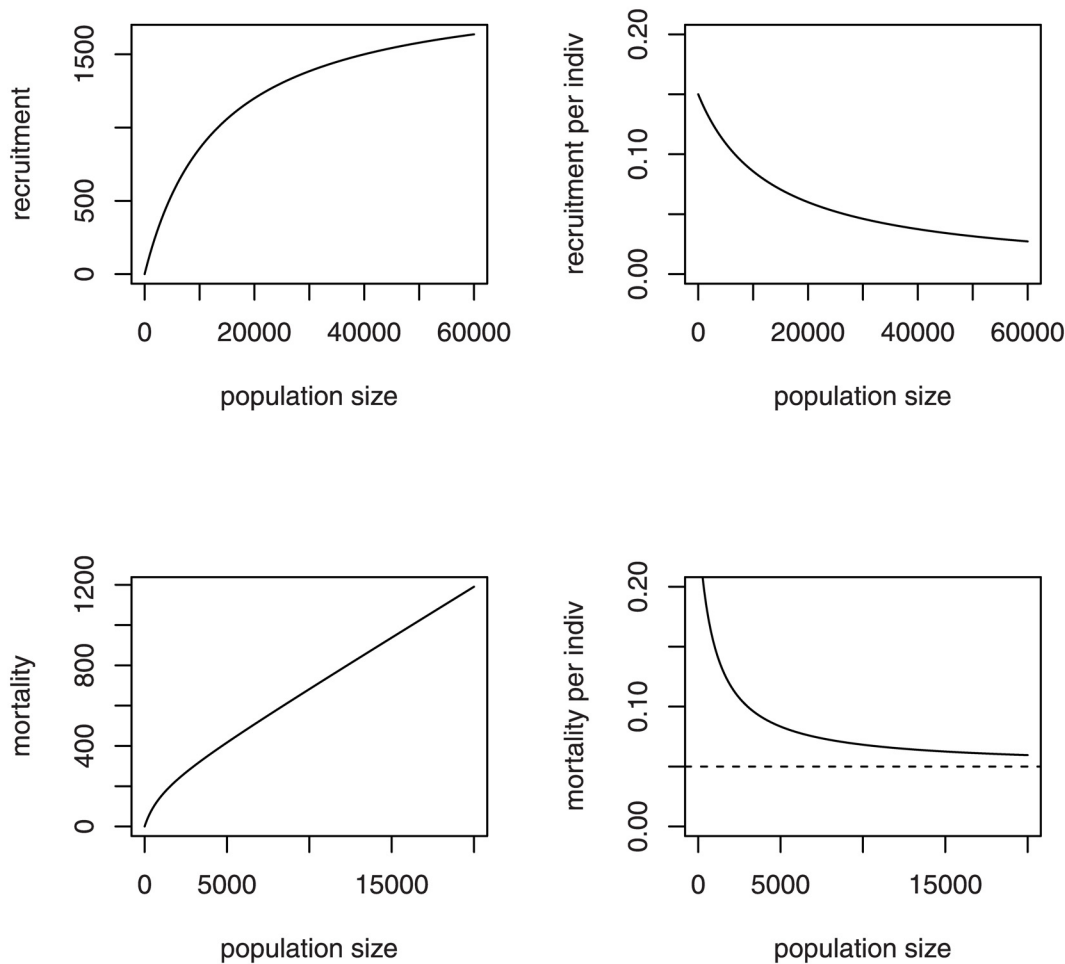 recruitment
1500
500
0
0 20000 40000 60000
population size
recruitment per indiv
0.20
0.10
0.00
0 20000 40000 60000
population size
mortality
1200
800
400
0
0 5000 15000
population size
mortality per indiv
0.20
0.10
0.00
0 5000 15000
population size